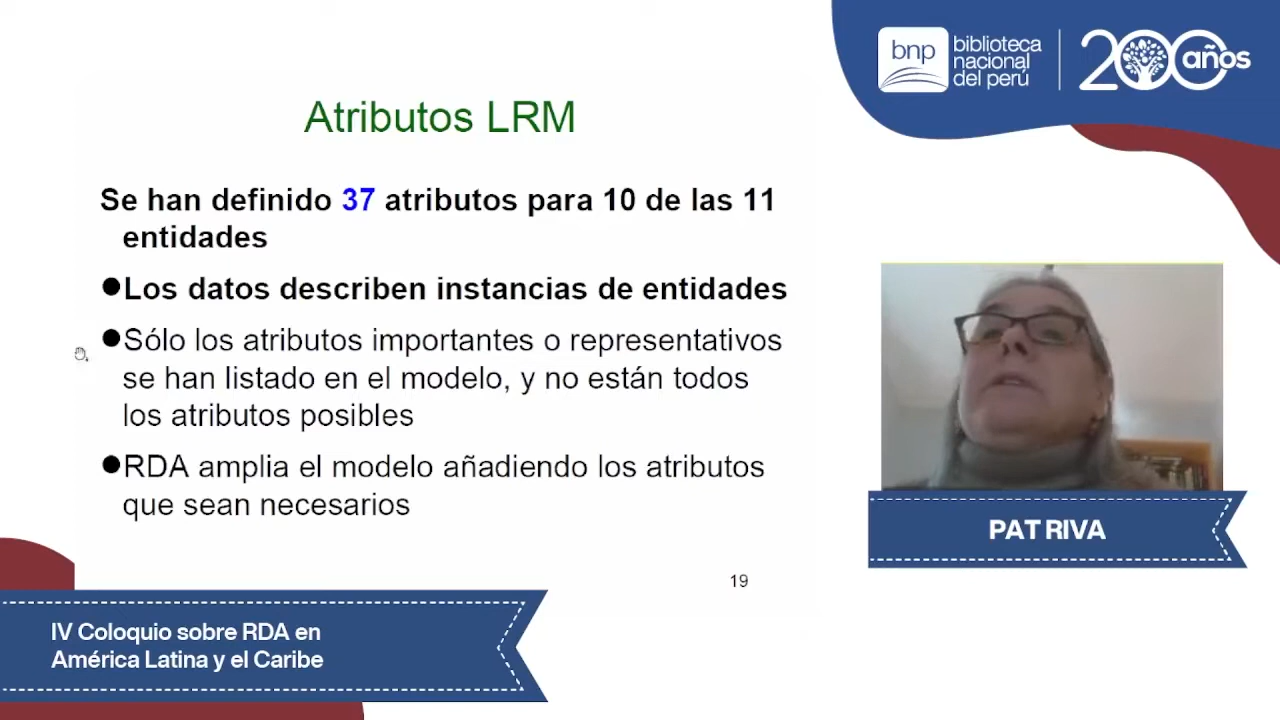 bnp
biblioteca
nacional
del perú
200 años
Atributos LRM
Se han definido 37 atributos para 10 de las 11
entidades
●Los datos describen instancias de entidades
●Sólo los atributos importantes o representativos
se han listado en el modelo, y no están todos
los atributos posibles
●RDA amplia el modelo añadiendo los atributos
que sean necesarios
19
PAT RIVA
IV Coloquio sobre RDA en
América Latina y el Caribe